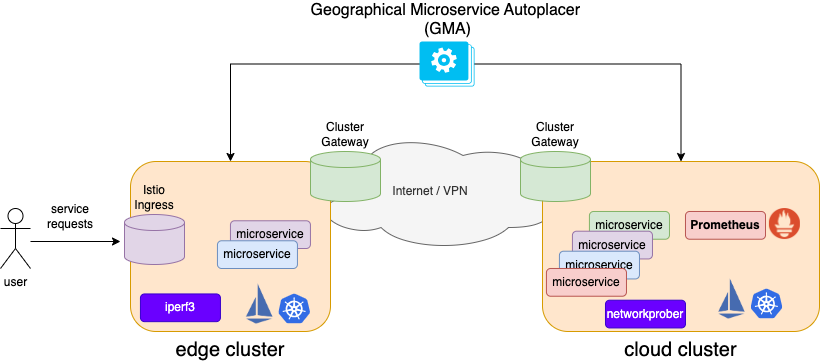 Geographical Microservice Autoplacer
(GMA)
Cluster
Gateway
Cluster
Gateway
Internet / VPN
Istio
Ingress
service
requests
user
microservice
microservice
iperf3
edge cluster
microservice
microservice
microservice
microservice
Prometheus
networkprober
cloud cluster